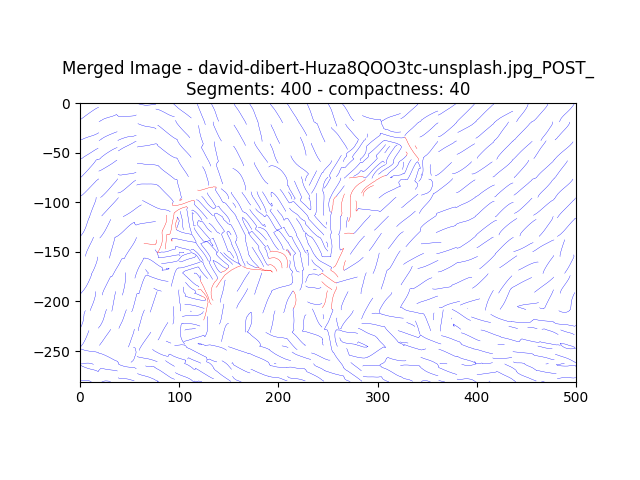 Merged Image - david-dibert-Huza8QOO3tc-unsplash.jpg_POST_
Segments: 400 - compactness: 40
0
−50
−100
−150
−200
−250
0 100 200 300 400 500